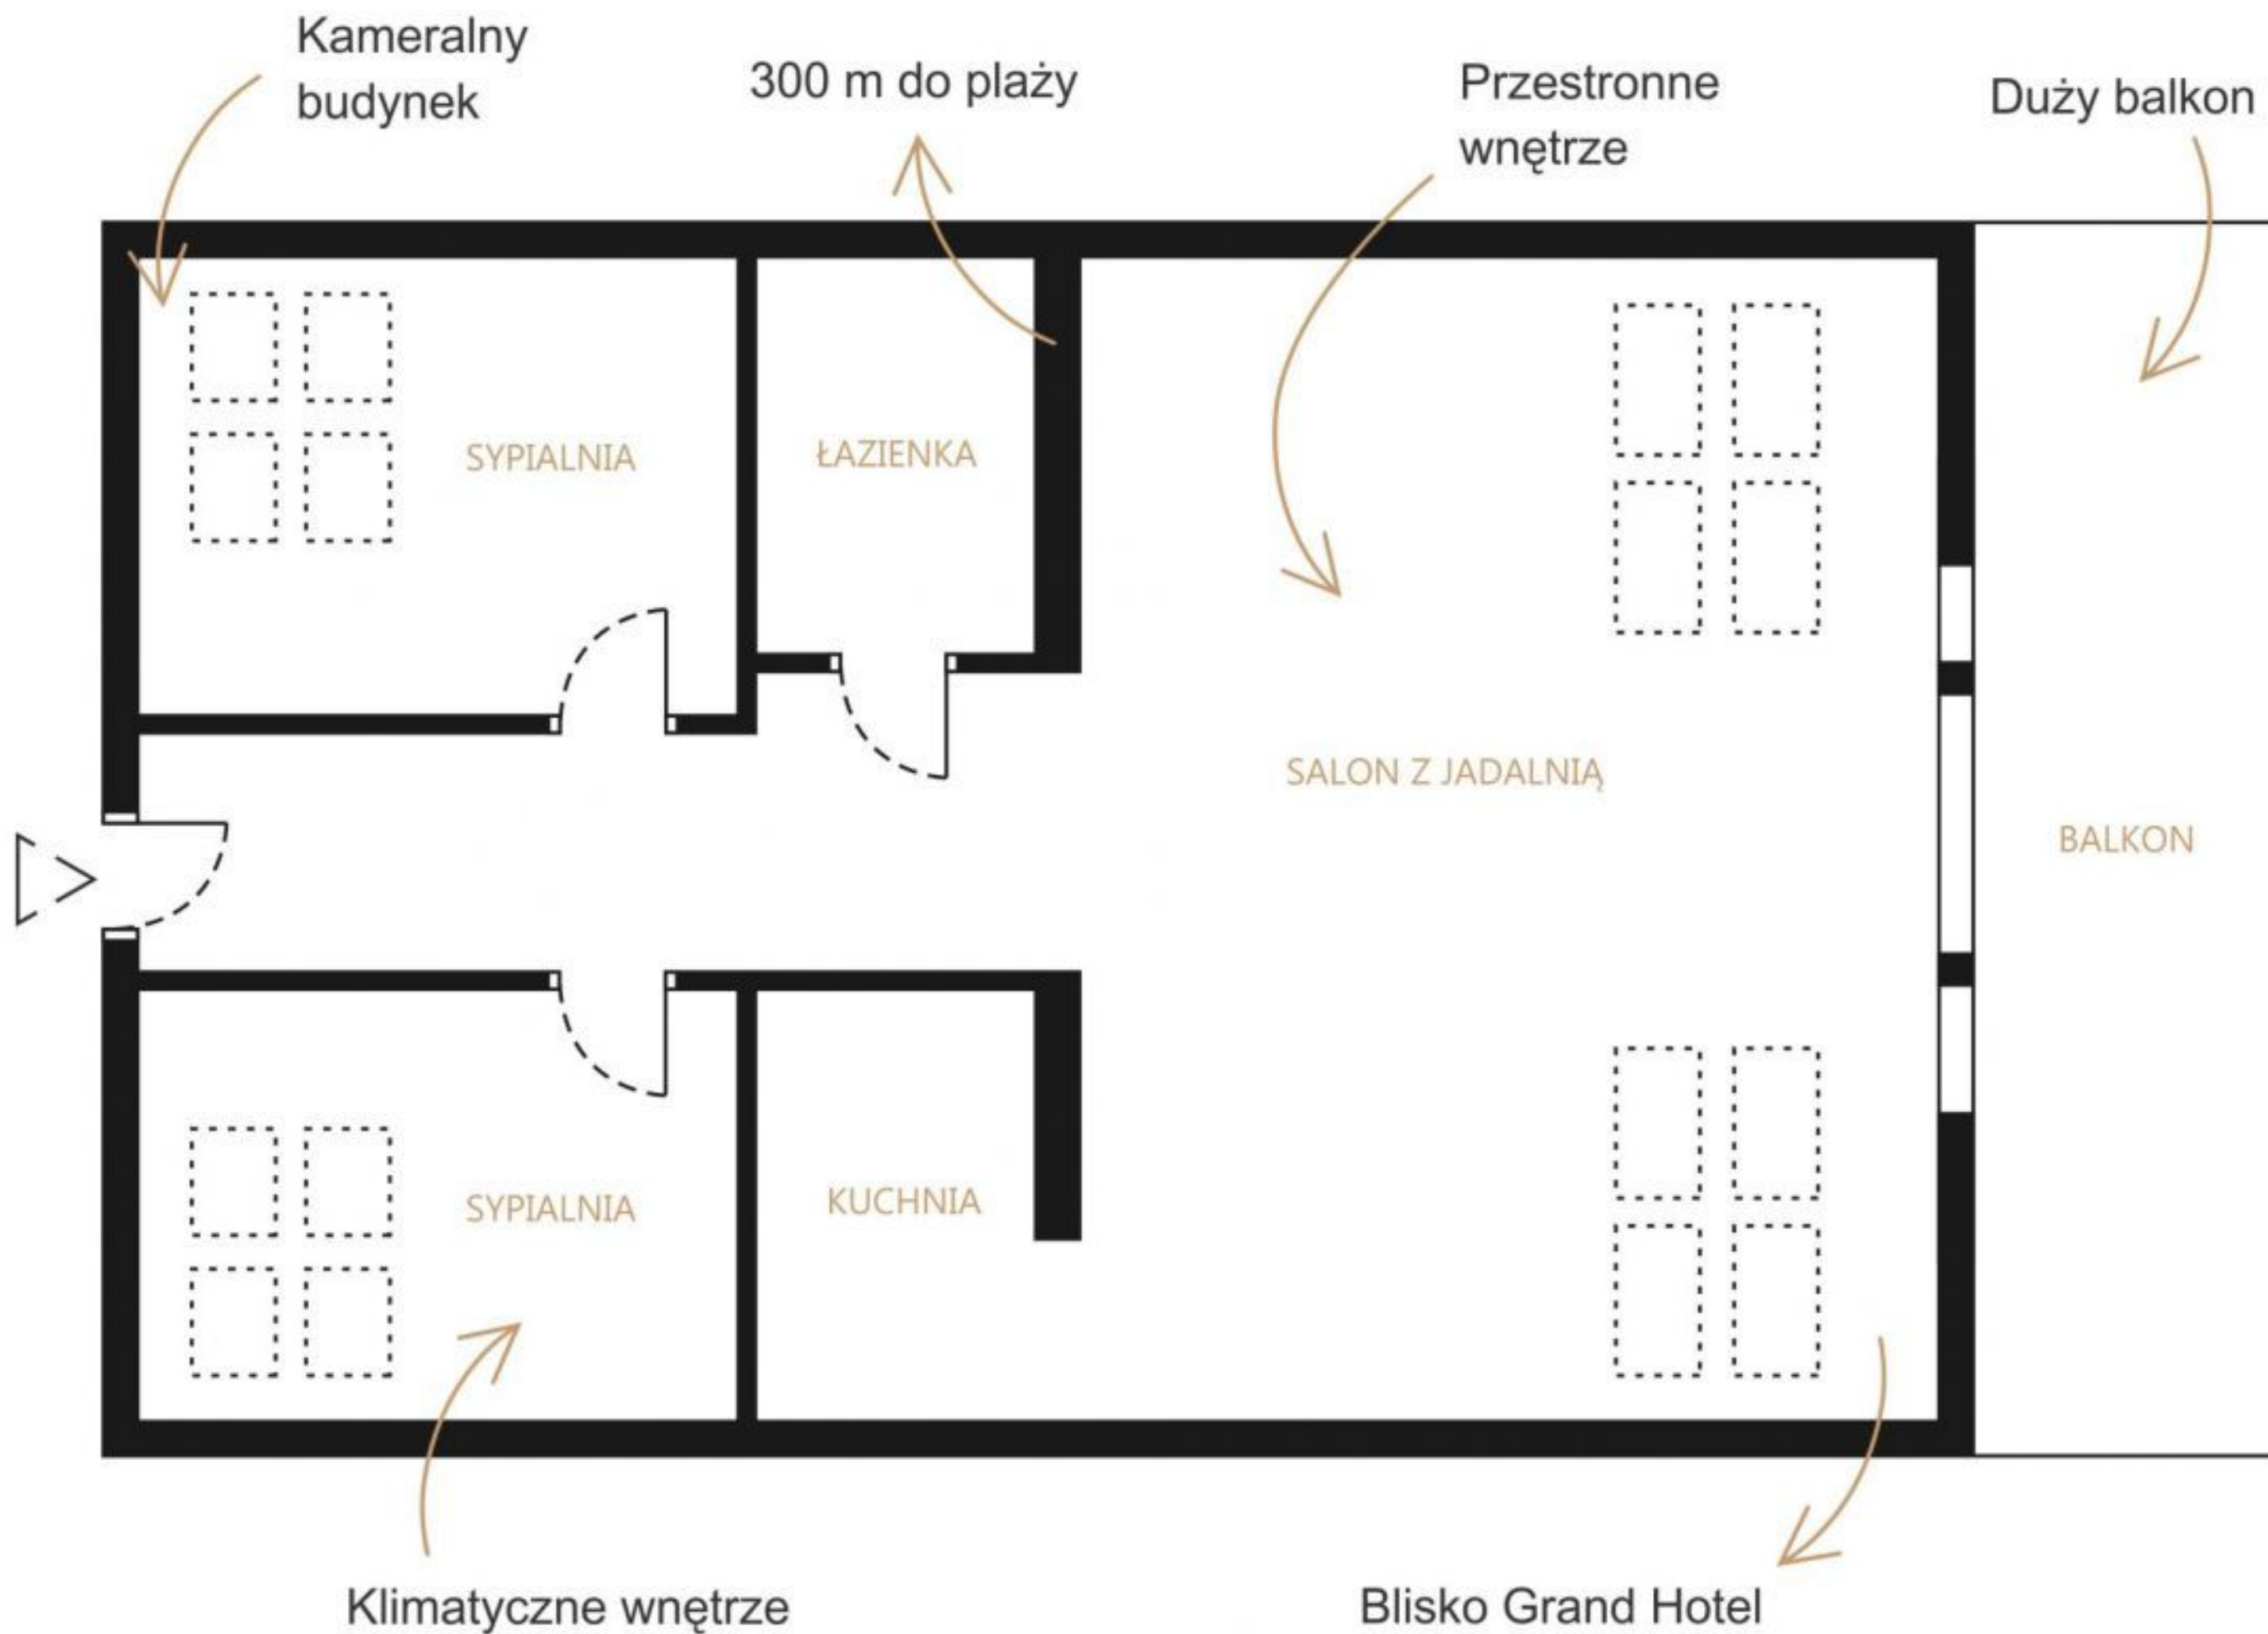 Kameralny
budynek
300 m do plaży
Przestronne
wnętrze
Duży balkon
SYPIALNIA
ŁAZIENKA
SALON Z JADALNIĄ
BALKON
SYPIALNIA
KUCHNIA
Klimatyczne wnętrze
Blisko Grand Hotel